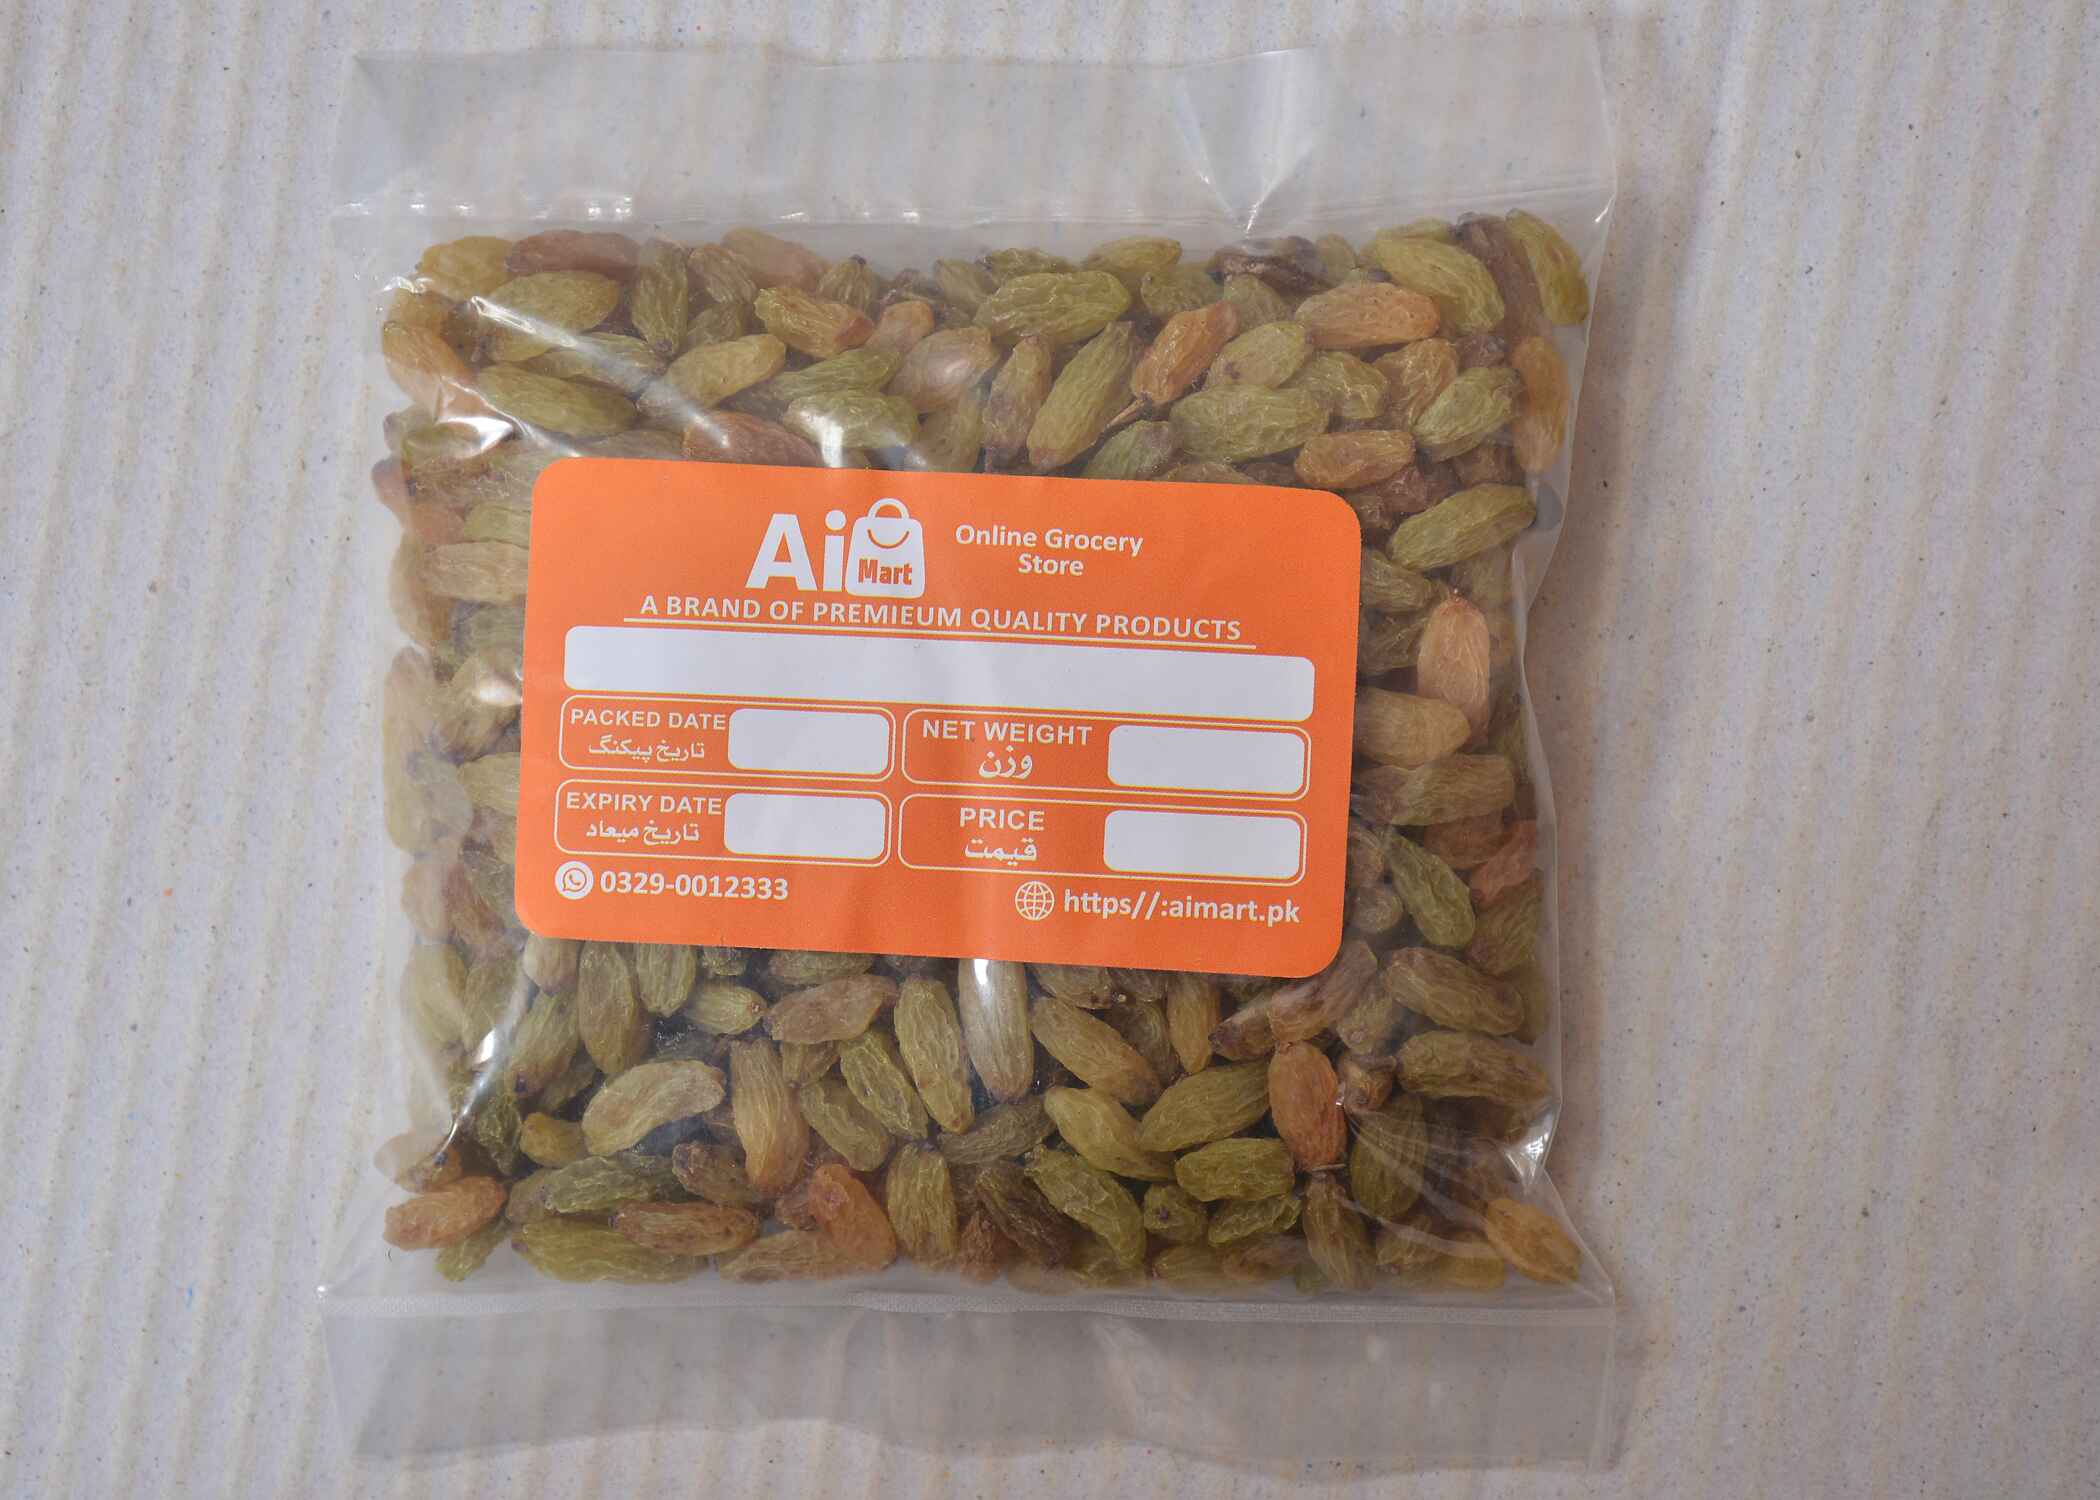 Ai Mart
Online Grocery
Store
A BRAND OF PREMIEUM QUALITY PRODUCTS
PACKED DATE
تاریخ پیکنگ
NET WEIGHT
وزن
EXPIRY DATE
تاریخ میعاد
PRICE
قیمت
0329-0012333
https//:aimart.pk